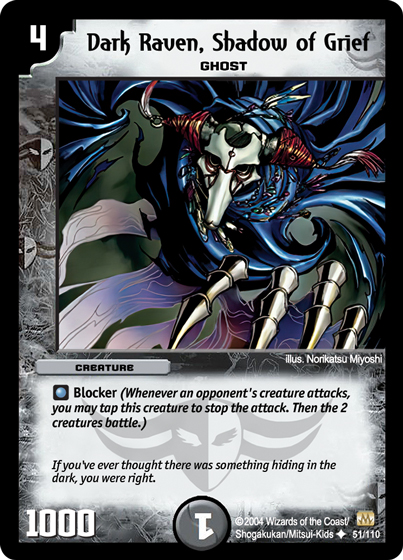 4
Dark Raven, Shadow of Grief
GHOST
illus. Norikatsu Miyoshi
CREATURE
Blocker (Whenever an opponent's creature attacks,
you may tap this creature to stop the attack. Then the 2
creatures battle.)
If you've ever thought there was something hiding in the
dark, you were right.
1000
1
©2004 Wizards of the Coast/
Shogakukan/Mitsui-Kids ♦ 51/110